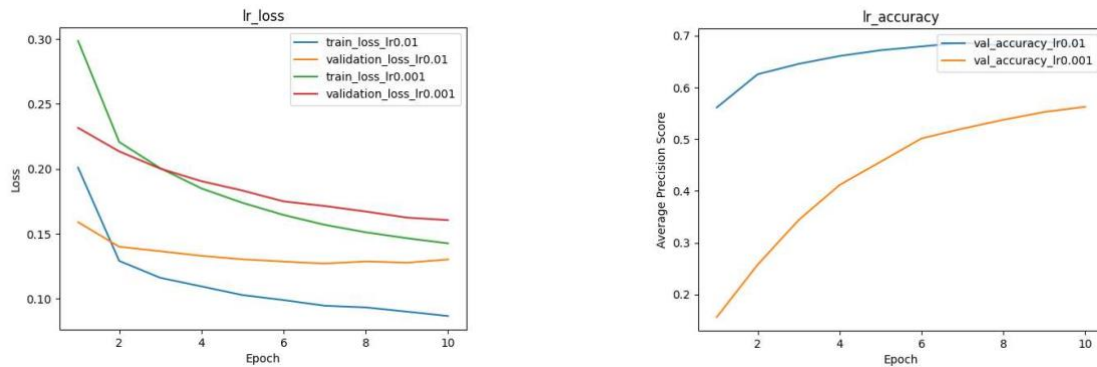 lr_loss
train_loss_lr0.01
validation_loss_lr0.01
train_loss_lr0.001
validation_loss_lr0.001
0.30
0.25
0.20
0.15
0.10
Loss
2 4 6 8 10
Epoch
lr_accuracy
val_accuracy_lr0.01
val_accuracy_lr0.001
0.7
0.6
0.5
0.4
0.3
0.2
Average Precision Score
2 4 6 8 10
Epoch